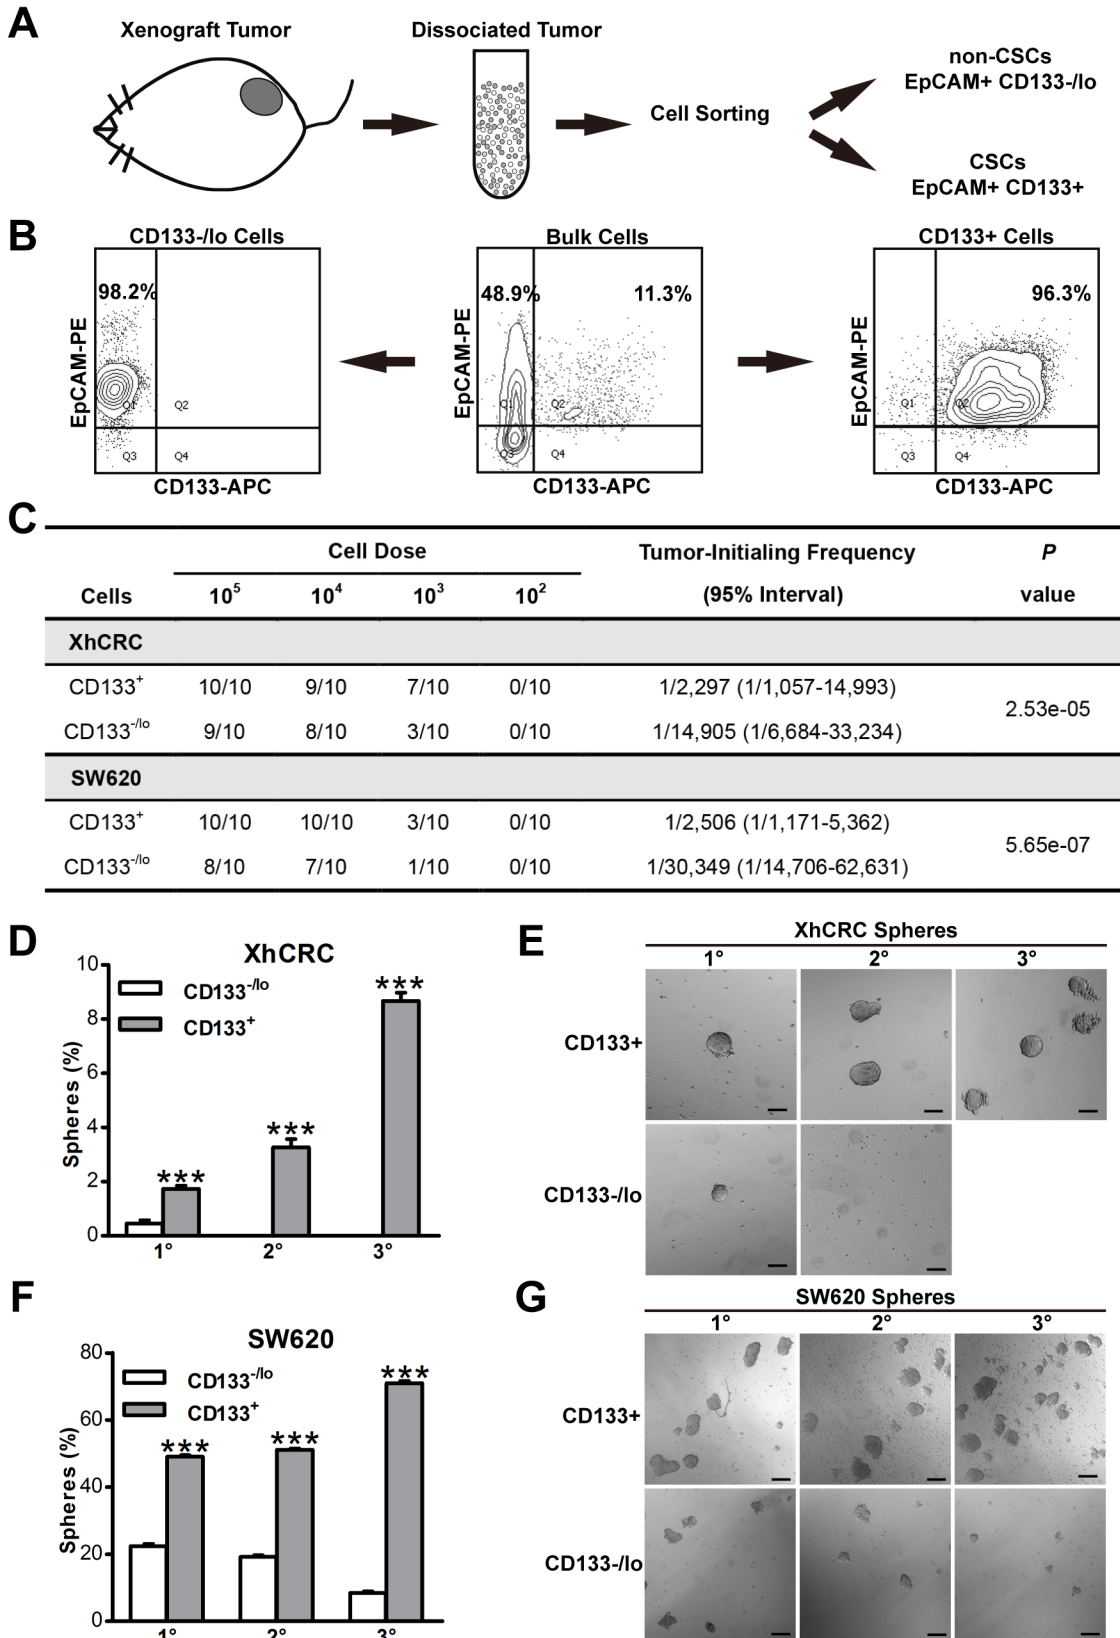 A
Xenograft Tumor
Dissociated Tumor
Cell Sorting
non-CSCs
EpCAM+ CD133-/lo
CSCs
EpCAM+ CD133+
B
CD133-/lo Cells
98.2%
EpCAM-PE
Q1
Q2
Q3
Q4
CD133-APC
Bulk Cells
48.9%
11.3%
EpCAM-PE
Q1
Q2
Q3
Q4
CD133-APC
CD133+ Cells
96.3%
EpCAM-PE
Q1
Q2
Q3
Q4
CD133-APC
C
Cell Dose Tumor-Initialing Frequency P
Cells 10⁵ 10⁴ 10³ 10² (95% Interval) value
XhCRC
CD133⁺ 10/10 9/10 7/10 0/10 1/2,297 (1/1,057-14,993)
2.53e-05
CD133⁻/ˡᵒ 9/10 8/10 3/10 0/10 1/14,905 (1/6,684-33,234)
SW620
CD133⁺ 10/10 10/10 3/10 0/10 1/2,506 (1/1,171-5,362)
5.65e-07
CD133⁻/ˡᵒ 8/10 7/10 1/10 0/10 1/30,349 (1/14,706-62,631)
D
XhCRC
CD133⁻/ˡᵒ
CD133⁺
Spheres (%)
10
8
6
4
2
0
***
***
***
1° 2° 3°
E
XhCRC Spheres
1° 2° 3°
CD133+
CD133-/lo
F
SW620
CD133⁻/ˡᵒ
CD133⁺
Spheres (%)
80
60
40
20
0
***
***
***
1° 2° 3°
G
SW620 Spheres
1° 2° 3°
CD133+
CD133-/lo